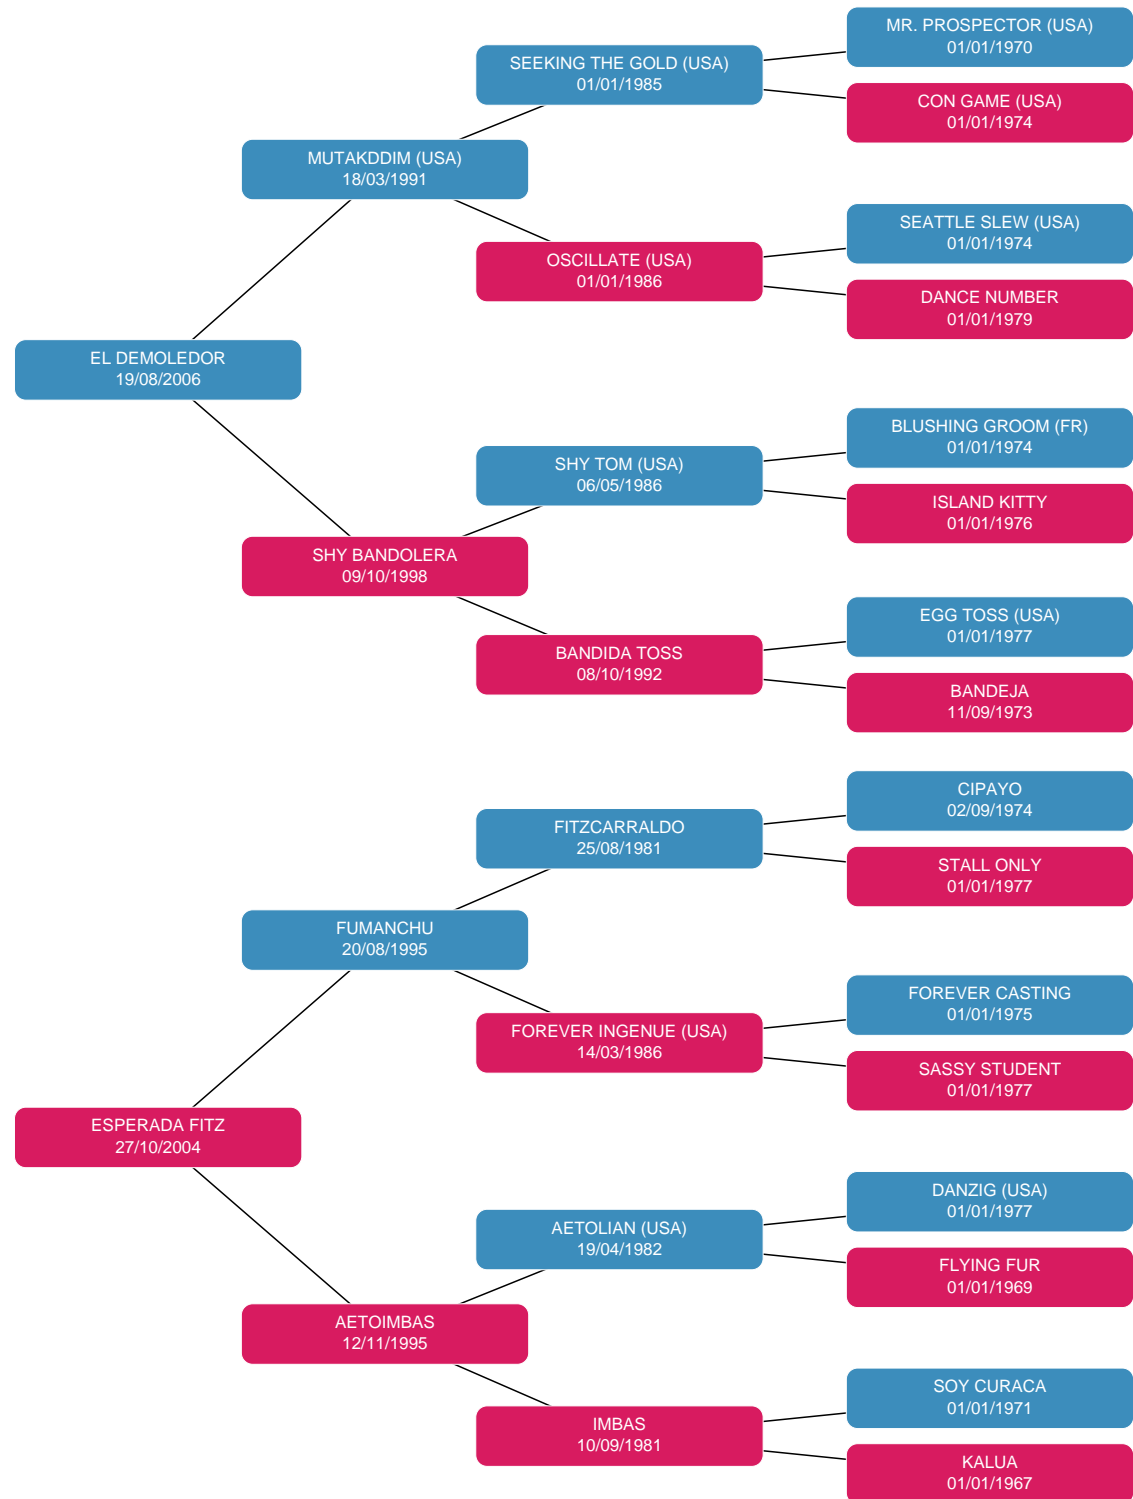 MR. PROSPECTOR (USA)
01/01/1970
SEEKING THE GOLD (USA)
01/01/1985
CON GAME (USA)
01/01/1974
MUTAKDDIM (USA)
18/03/1991
SEATTLE SLEW (USA)
01/01/1974
OSCILLATE (USA)
01/01/1986
DANCE NUMBER
01/01/1979
EL DEMOLEDOR
19/08/2006
BLUSHING GROOM (FR)
01/01/1974
SHY TOM (USA)
06/05/1986
ISLAND KITTY
01/01/1976
SHY BANDOLERA
09/10/1998
EGG TOSS (USA)
01/01/1977
BANDIDA TOSS
08/10/1992
BANDEJA
11/09/1973
CIPAYO
02/09/1974
FITZCARRALDO
25/08/1981
STALL ONLY
01/01/1977
FUMANCHU
20/08/1995
FOREVER CASTING
01/01/1975
FOREVER INGENUE (USA)
14/03/1986
SASSY STUDENT
01/01/1977
ESPERADA FITZ
27/10/2004
DANZIG (USA)
01/01/1977
AETOLIAN (USA)
19/04/1982
FLYING FUR
01/01/1969
AETOIMBAS
12/11/1995
SOY CURACA
01/01/1971
IMBAS
10/09/1981
KALUA
01/01/1967